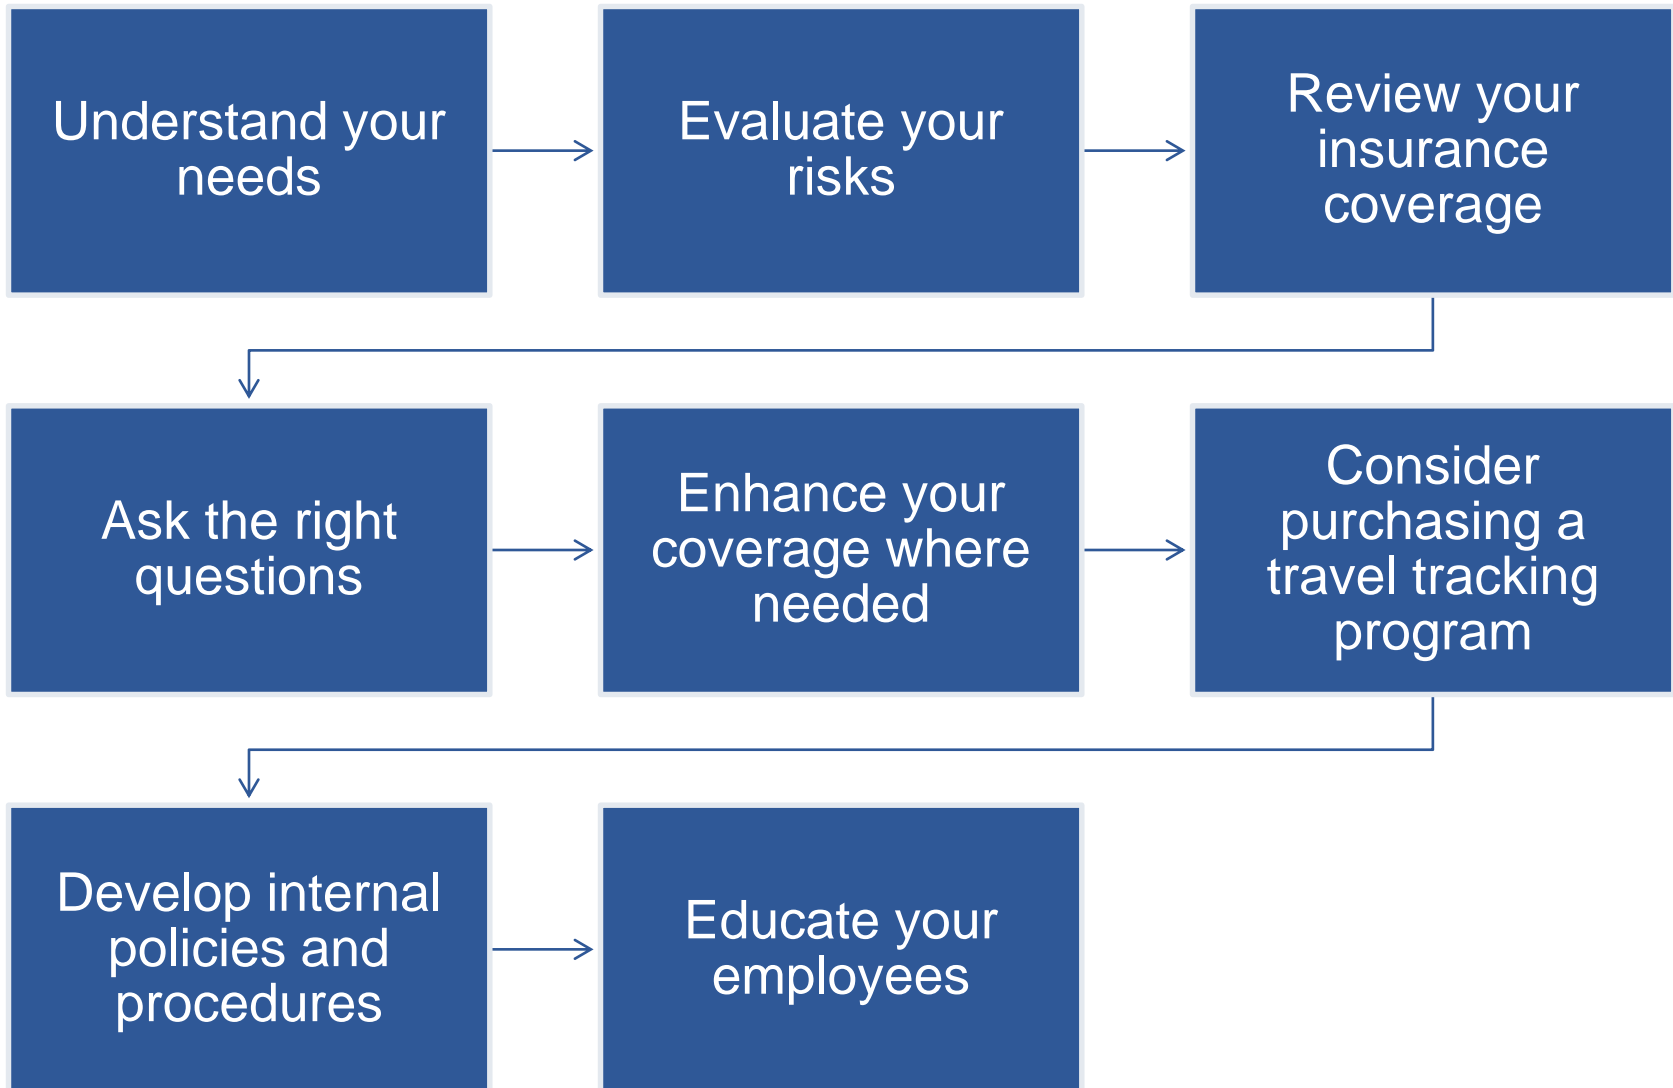 Understand your
needs
Evaluate your
risks
Review your
insurance
coverage
Ask the right
questions
Enhance your
coverage where
needed
Consider
purchasing a
travel tracking
program
Develop internal
policies and
procedures
Educate your
employees